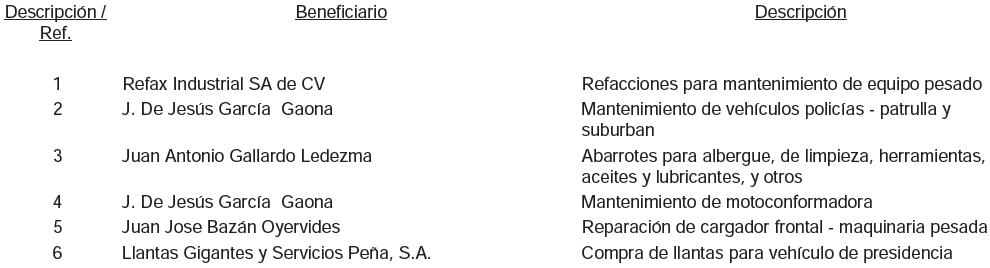 Descripción / Beneficiario Descripción
Ref.
1 Refax Industrial SA de CV Refacciones para mantenimiento de equipo pesado
2 J. De Jesús García  Gaona Mantenimiento de vehículos policías - patrulla y
suburban
3 Juan Antonio Gallardo Ledezma Abarrotes para albergue, de limpieza, herramientas,
aceites y lubricantes, y otros
4 J. De Jesús García  Gaona Mantenimiento de motoconformadora
5 Juan Jose Bazán Oyervides Reparación de cargador frontal - maquinaria pesada
6 Llantas Gigantes y Servicios Peña, S.A. Compra de llantas para vehículo de presidencia